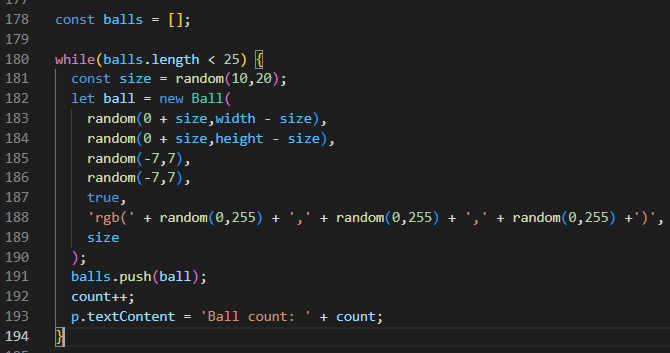 178 const balls = [];
179
180 while(balls.length < 25) {
181 const size = random(10,20);
182 let ball = new Ball(
183 random(0 + size,width - size),
184 random(0 + size,height - size),
185 random(-7,7),
186 random(-7,7),
187 true,
188 'rgb(' + random(0,255) + ',' + random(0,255) + ',' + random(0,255) +')',
189 size
190 );
191 balls.push(ball);
192 count++;
193 p.textContent = 'Ball count: ' + count;
194 }